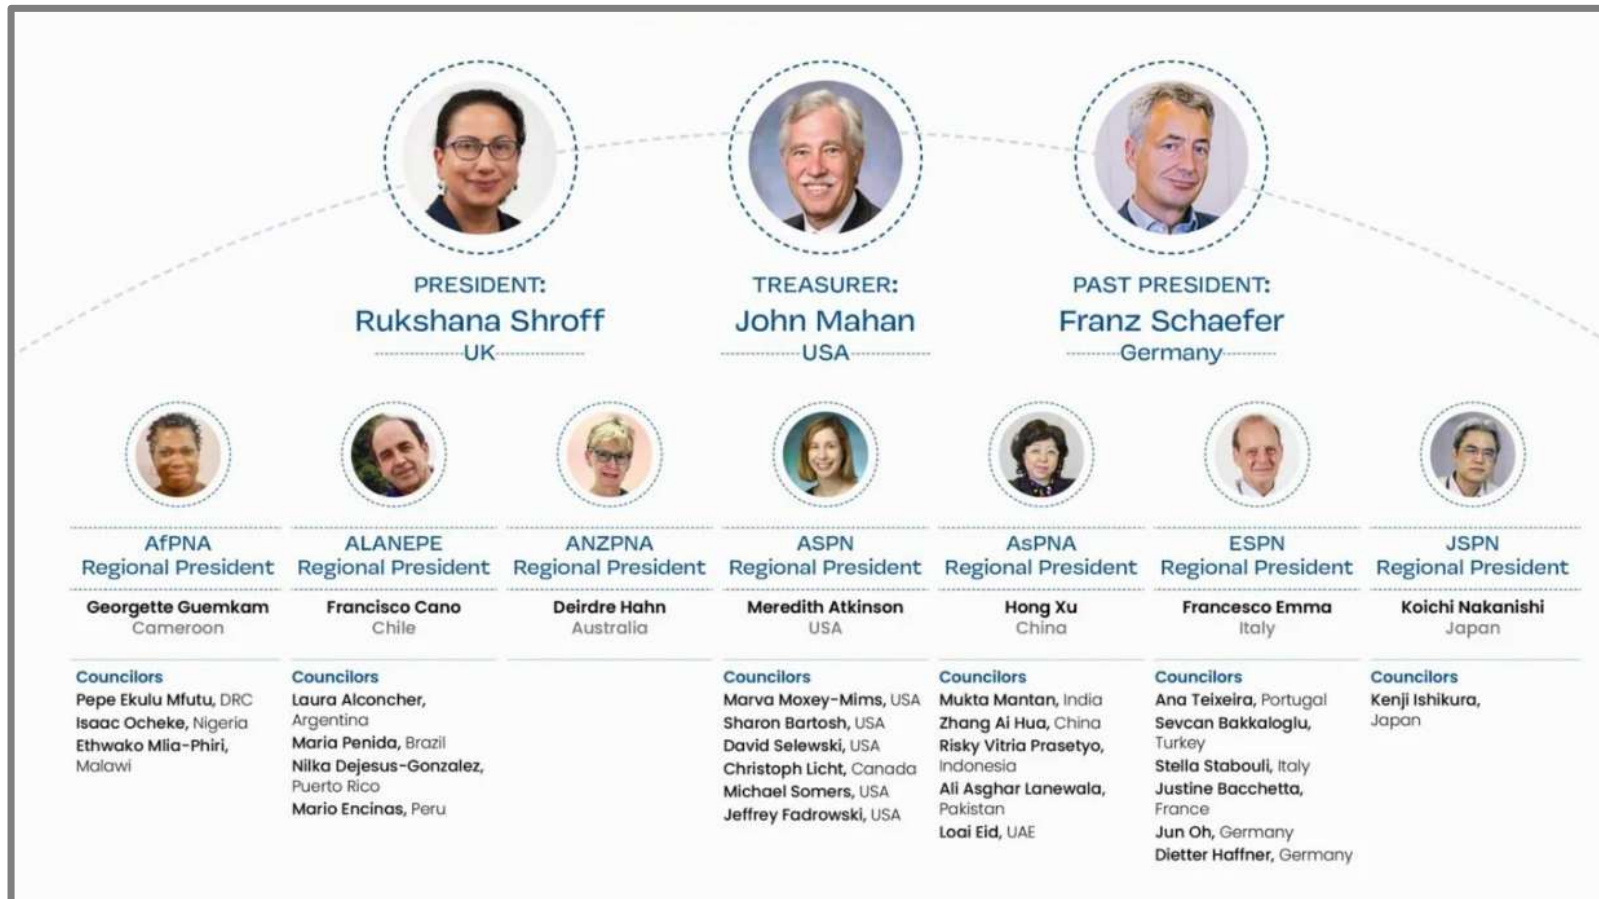 PRESIDENT:
Rukshana Shroff
UK
TREASURER:
John Mahan
USA
PAST PRESIDENT:
Franz Schaefer
Germany
AfPNA
Regional President
Georgette Guemkam
Cameroon
Councilors
Pepe Ekulu Mfutu, DRC
Isaac Ocheke, Nigeria
Ethwako Mlia-Phiri,
Malawi
ALANEPE
Regional President
Francisco Cano
Chile
Councilors
Laura Alconcher,
Argentina
Maria Penida, Brazil
Nilka Dejesus-Gonzalez,
Puerto Rico
Mario Encinas, Peru
ANZPNA
Regional President
Deirdre Hahn
Australia
ASPN
Regional President
Meredith Atkinson
USA
Councilors
Marva Moxey-Mims, USA
Sharon Bartosh, USA
David Selewski, USA
Christoph Licht, Canada
Michael Somers, USA
Jeffrey Fadrowski, USA
AsPNA
Regional President
Hong Xu
China
Councilors
Mukta Mantan, India
Zhang Ai Hua, China
Risky Vitria Prasetyo,
Indonesia
Ali Asghar Lanewala,
Pakistan
Loai Eid, UAE
ESPN
Regional President
Francesco Emma
Italy
Councilors
Ana Teixeira, Portugal
Sevcan Bakkaloglu,
Turkey
Stella Stabouli, Italy
Justine Bacchetta,
France
Jun Oh, Germany
Dietter Haffner, Germany
JSPN
Regional President
Koichi Nakanishi
Japan
Councilors
Kenji Ishikura,
Japan